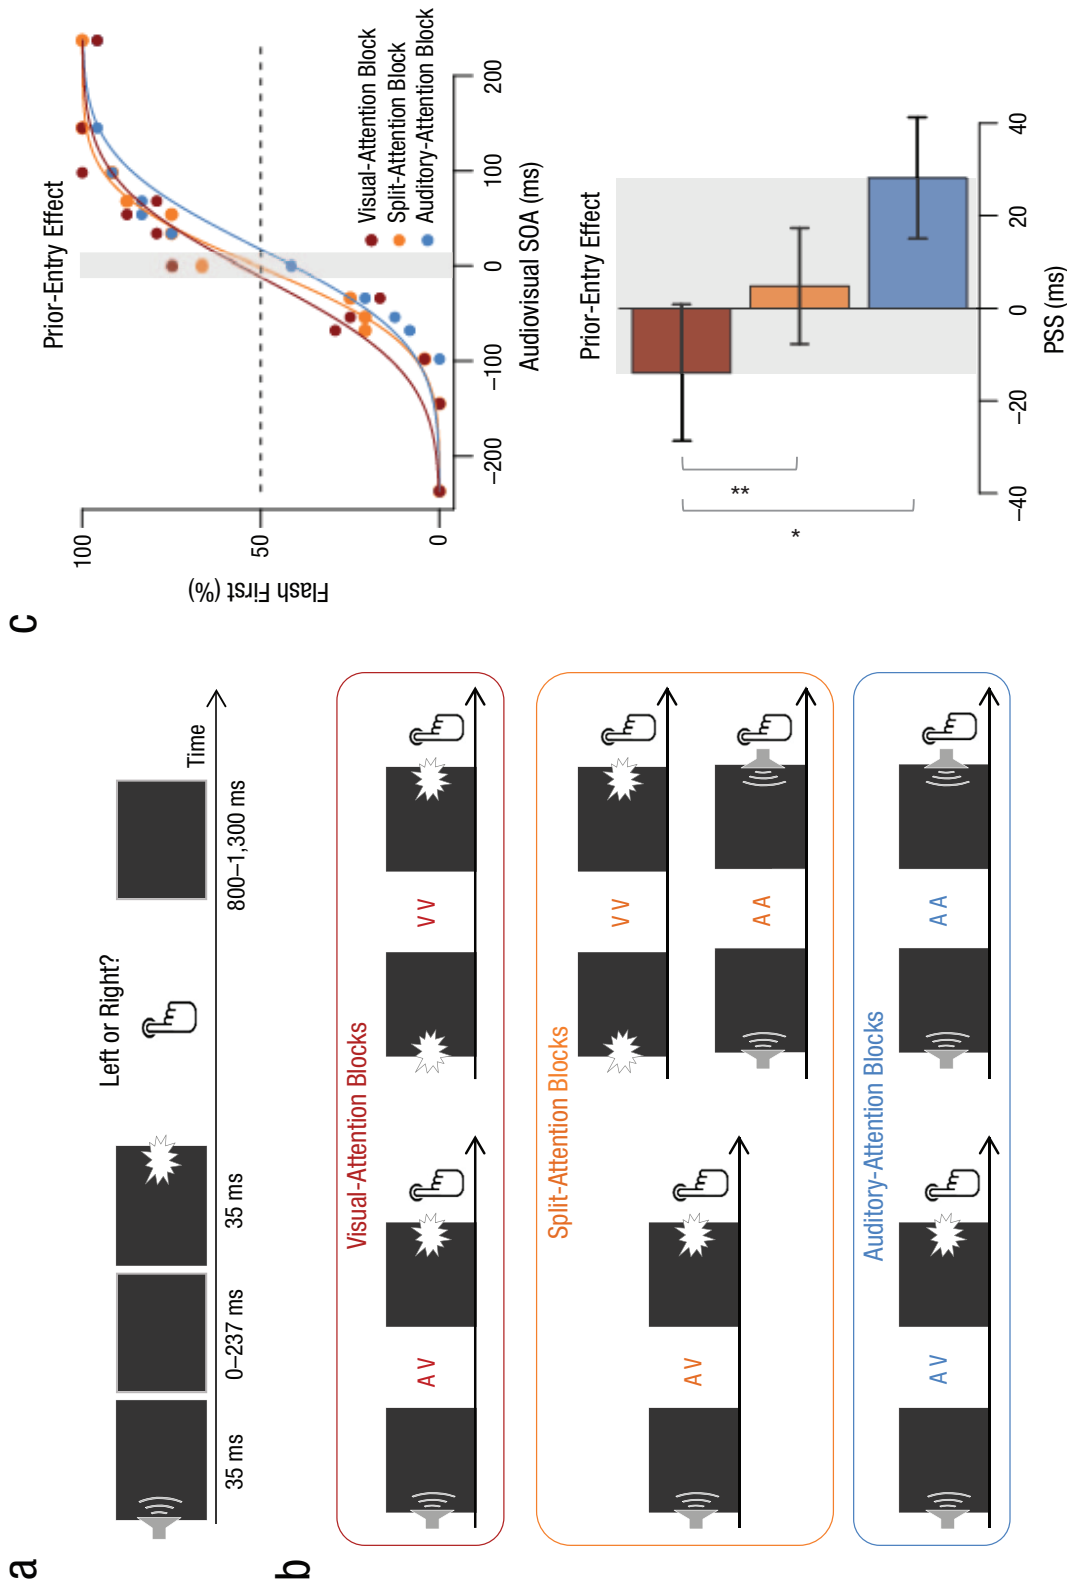 a
Left or Right?
Time
35 ms
0–237 ms
35 ms
800–1,300 ms
b
Visual-Attention Blocks
A V
V V
Split-Attention Blocks
A V
V V
A A
Auditory-Attention Blocks
A V
A A
c
Prior-Entry Effect
Flash First (%)
100
50
0
Visual-Attention Block
Split-Attention Block
Auditory-Attention Block
−200
−100
0
100
200
Audiovisual SOA (ms)
Prior-Entry Effect
**
*
−40
−20
0
20
40
PSS (ms)